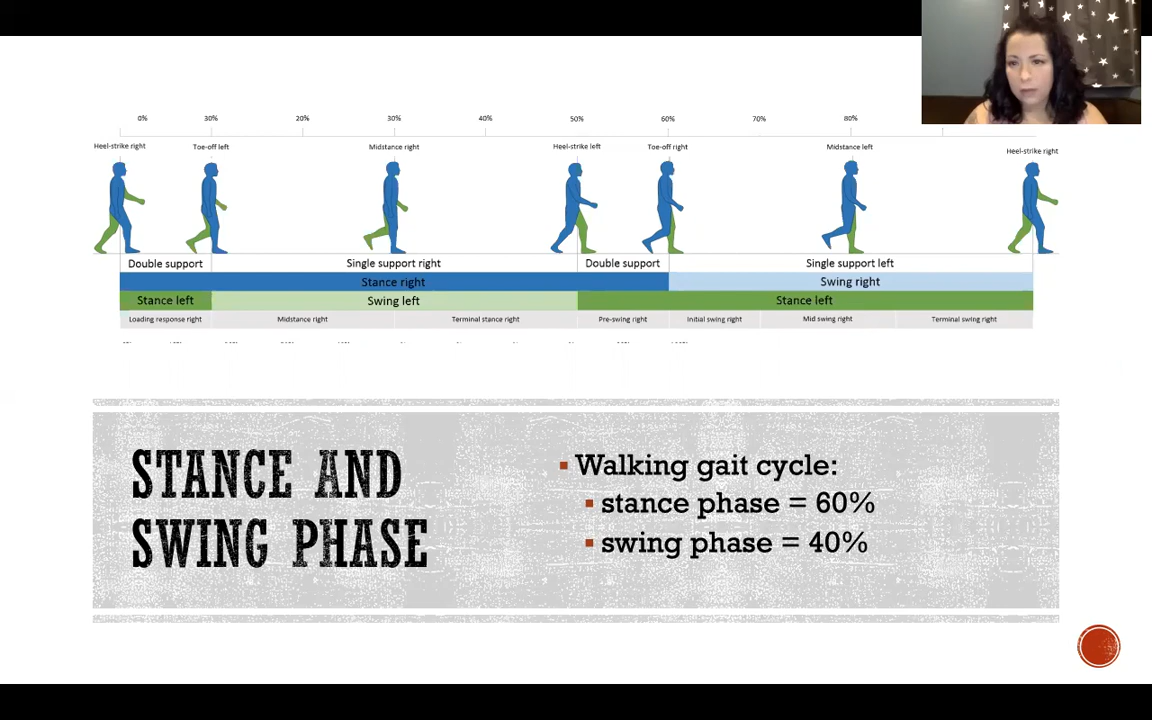 0% 30% 20% 30% 40% 50% 60% 70% 80%
Heel-strike right Toe-off left Midstance right Heel-strike left Toe-off right Midstance left Heel-strike right
Double support Single support right Double support Single support left
Stance right Swing right
Stance left Swing left Stance left
Loading response right Midstance right Terminal stance right Pre-swing right Initial swing right Mid swing right Terminal swing right
STANCE AND
SWING PHASE
Walking gait cycle:
stance phase = 60%
swing phase = 40%